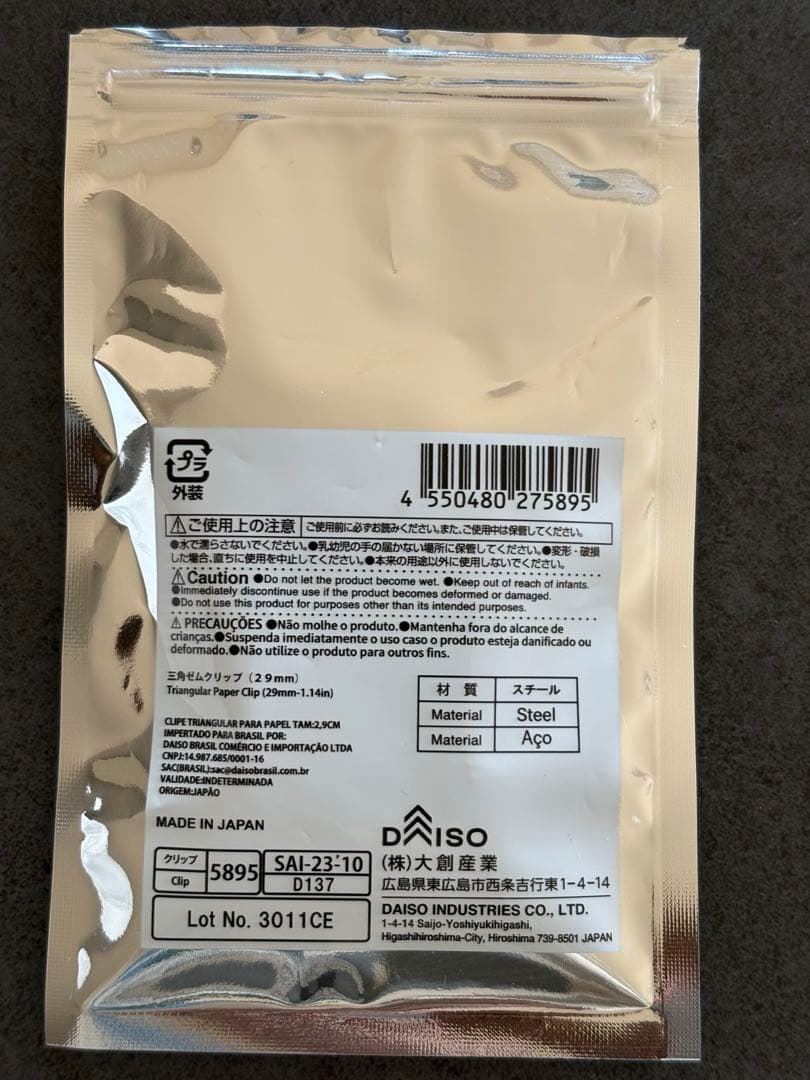 プラ
外装
4 550480 275895
⚠ご使用上の注意 ご使用前に必ずお読みください。また、ご使用中は保管してください。
●水で濡らさないでください。●乳幼児の手の届かない場所に保管してください。●変形・破損
した場合、直ちに使用を中止してください。●本来の用途以外に使用しないでください。
⚠Caution ●Do not let the product become wet. ●Keep out of reach of infants.
●Immediately discontinue use if the product becomes deformed or damaged.
●Do not use this product for purposes other than its intended purposes.
⚠ PRECAUÇÕES ●Não molhe o produto.●Mantenha fora do alcance de
crianças.●Suspenda imediatamente o uso caso o produto esteja danificado ou
deformado.●Não utilize o produto para outros fins.
三角ゼムクリップ（２９mm）
Triangular Paper Clip (29mm-1.14in)
材 質 スチール
Material Steel
Material Aço
CLIPE TRIANGULAR PARA PAPEL TAM:2,9CM
IMPORTADO PARA BRASIL POR:
DAISO BRASIL COMÉRCIO E IMPORTAÇÃO LTDA
CNPJ:14.987.685/0001-16
SAC(BRASIL):sac@daisobrasil.com.br
VALIDADE:INDETERMINADA
ORIGEM:JAPÃO
MADE IN JAPAN
クリップ
Clip
5895
SAI-23'-10
D137
Lot No. 3011CE
DAISO
(株)大創産業
広島県東広島市西条吉行東1-4-14
DAISO INDUSTRIES CO., LTD.
1-4-14 Saijo-Yoshiyukihigashi,
Higashihiroshima-City, Hiroshima 739-8501 JAPAN